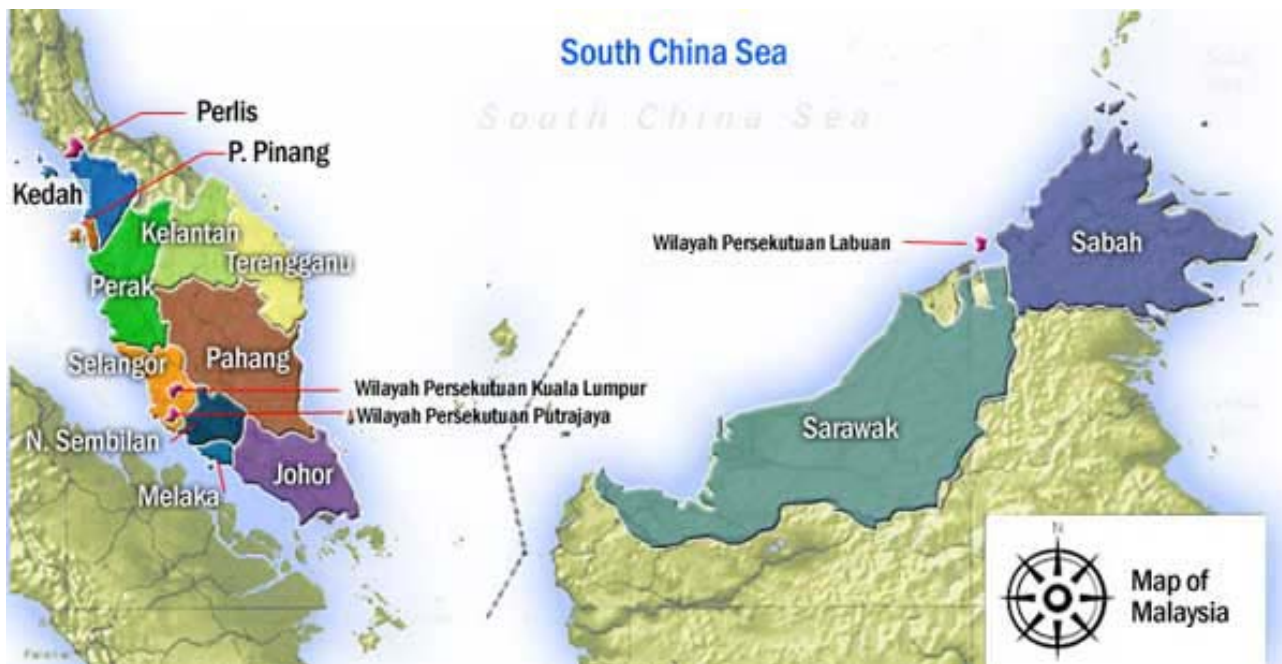 South China Sea
South China Sea
Perlis
P. Pinang
Kedah
Kelantan
Terengganu
Perak
Wilayah Persekutuan Labuan
Sabah
Selangor
Pahang
Wilayah Persekutuan Kuala Lumpur
Wilayah Persekutuan Putrajaya
N. Sembilan
Johor
Melaka
Sarawak
N
Map of
Malaysia